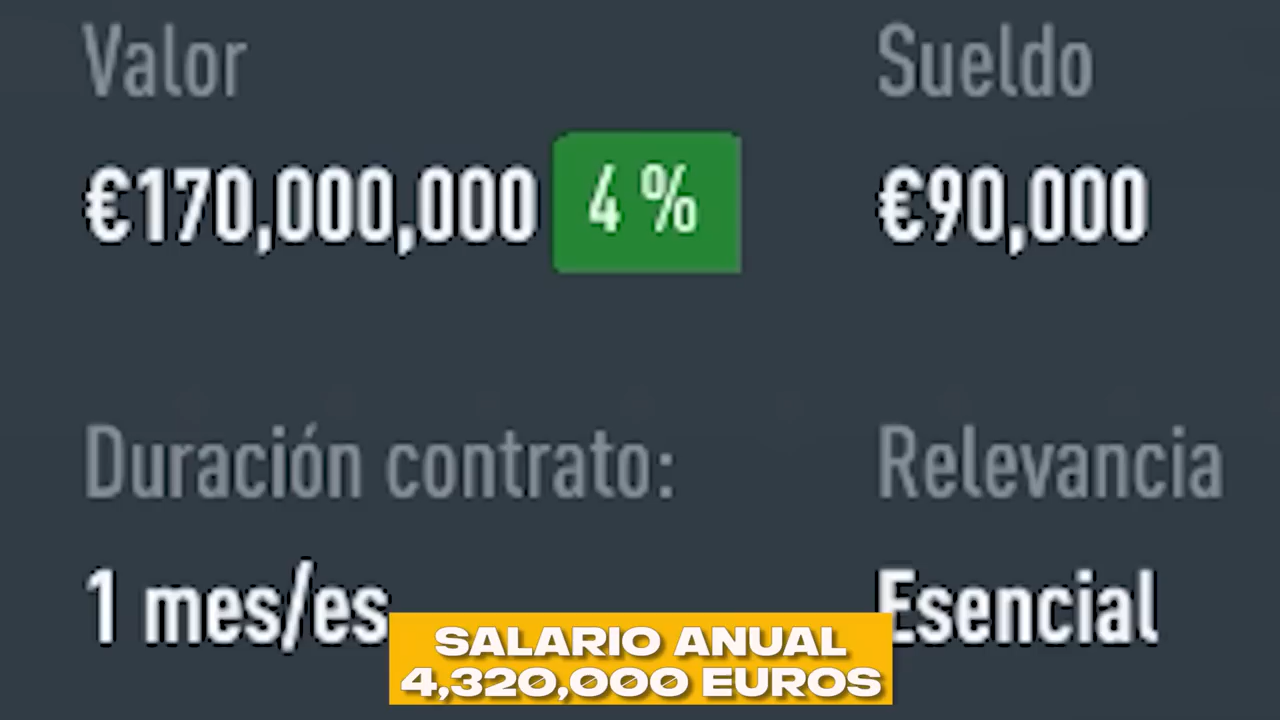 Valor
Sueldo
€170,000,000 4 %
€90,000
Duración contrato:
Relevancia
1 mes/es
Esencial
SALARIO ANUAL
4,320,000 EUROS